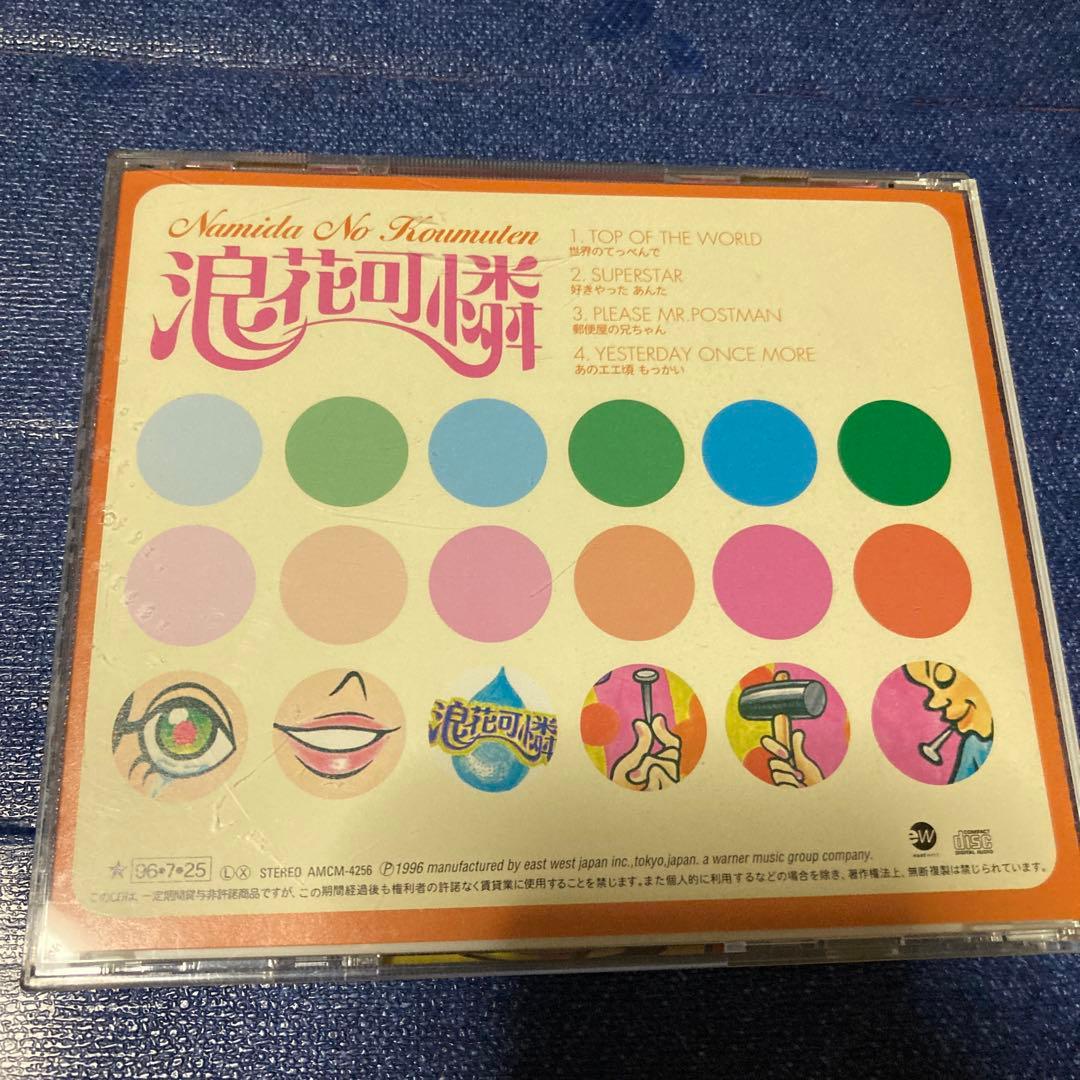 Namida No Koumuten
浪花可憐
1. TOP OF THE WORLD
世界のてっぺんで
2. SUPERSTAR
好きやった あんた
3. PLEASE MR.POSTMAN
郵便屋の兄ちゃん
4. YESTERDAY ONCE MORE
あのエエ頃 もっかい
浪花可憐
ew
east west
COMPACT
disc
DIGITAL AUDIO
☆ 96•7•25 Ⓛ Ⓧ STEREO AMCM-4256 Ⓟ1996 manufactured by east west japan inc.,tokyo,japan. a warner music group company.
このCDは、一定期間貸与非許諾商品ですが、この期間経過後も権利者の許諾なく賃貸業に使用することを禁じます。また個人的に利用するなどの場合を除き、著作権法上、無断複製は禁じられています。